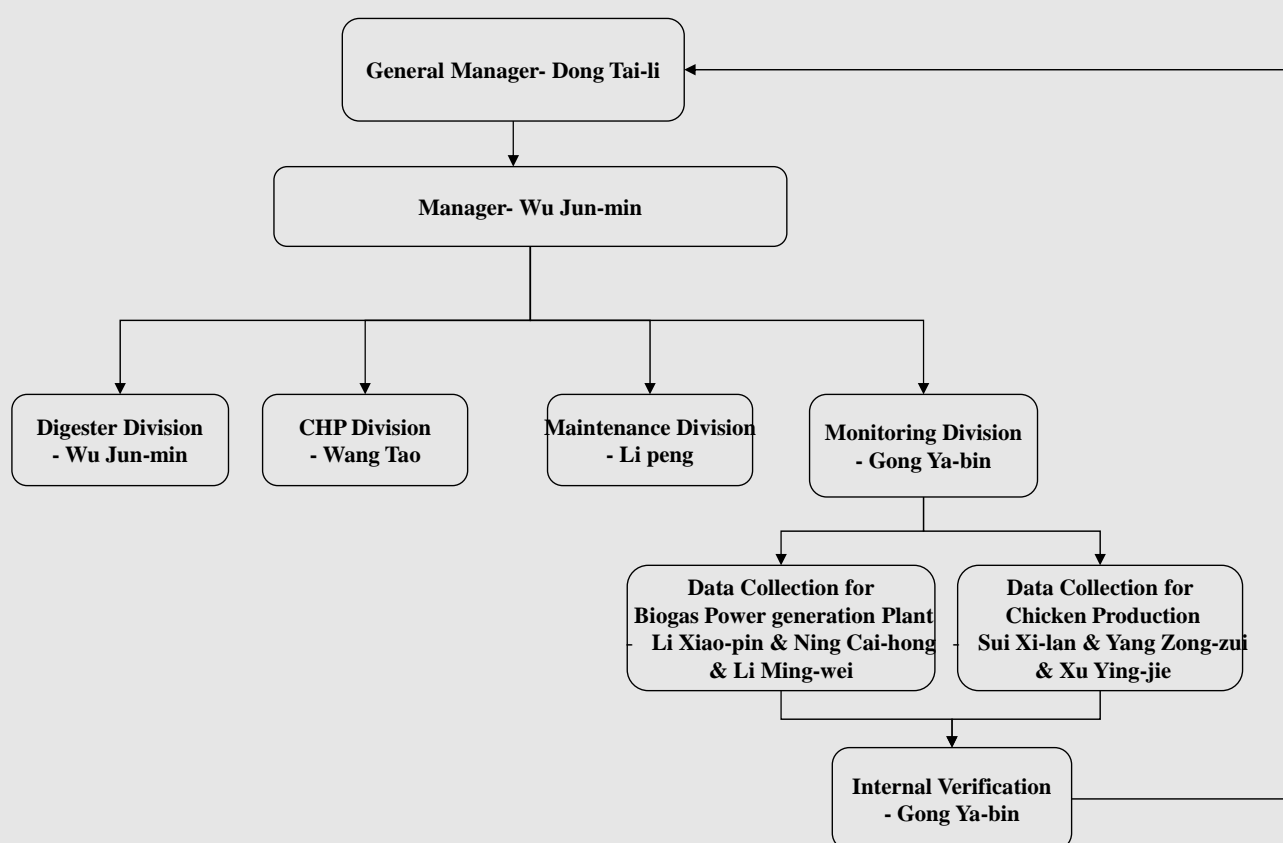 General Manager- Dong Tai-li
Manager- Wu Jun-min
Digester Division
- Wu Jun-min
CHP Division
- Wang Tao
Maintenance Division
- Li peng
Monitoring Division
- Gong Ya-bin
Data Collection for
Biogas Power generation Plant
- Li Xiao-pin & Ning Cai-hong
& Li Ming-wei
Data Collection for
Chicken Production
- Sui Xi-lan & Yang Zong-zui
& Xu Ying-jie
Internal Verification
- Gong Ya-bin